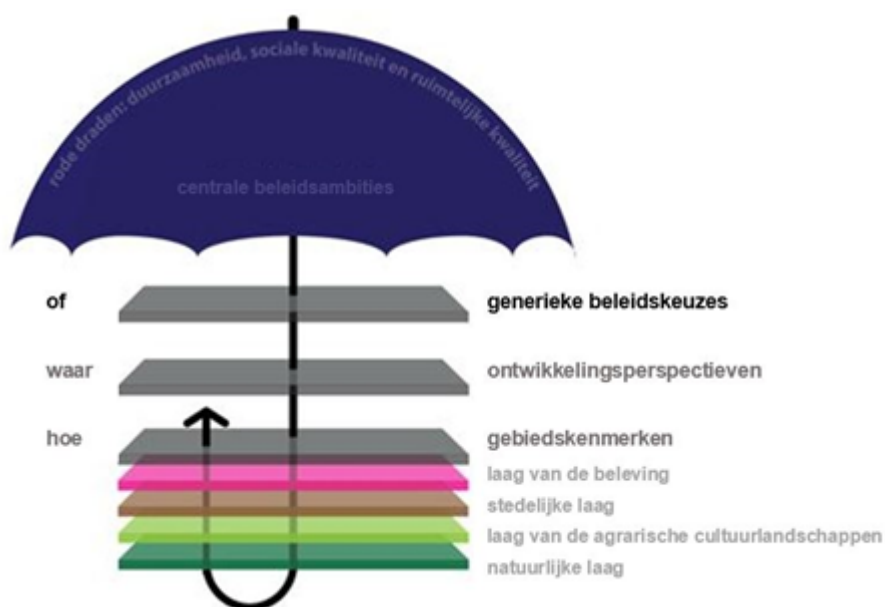 rode draden: duurzaamheid, sociale kwaliteit en ruimtelijke kwaliteit
centrale beleidsambities
of
generieke beleidskeuzes
waar
ontwikkelingsperspectieven
hoe
gebiedskenmerken
laag van de beleving
stedelijke laag
laag van de agrarische cultuurlandschappen
natuurlijke laag